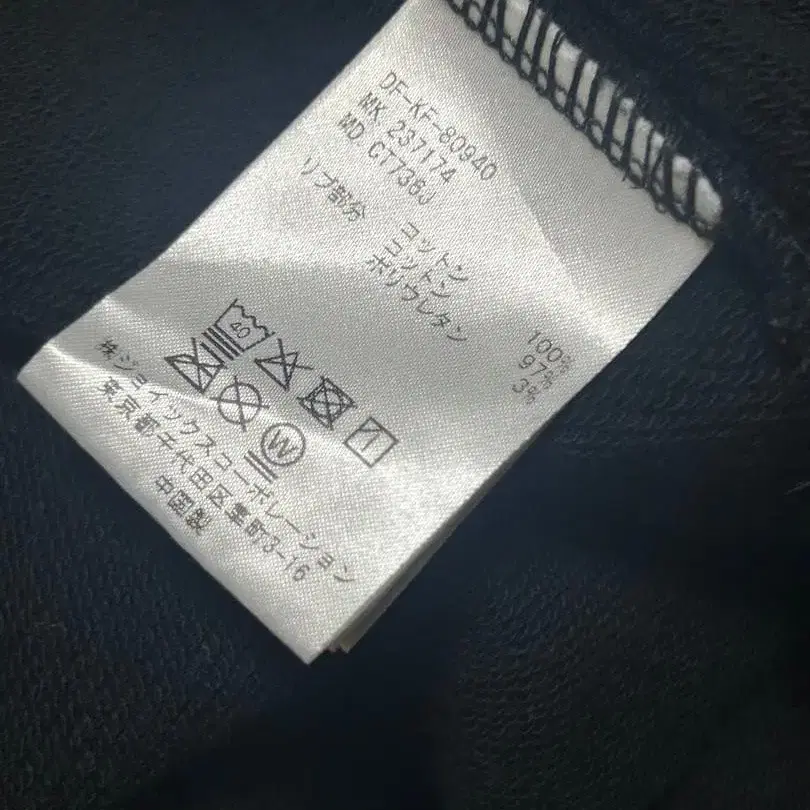 DF-KF-80940
MK. 237174
MD. CT736J
コットン 100%
リブ部分 コットン 97%
ポリウレタン 3%
40
W
㈱ジョイックスコーポレーション
東京都千代田区隼町3-16
中国製